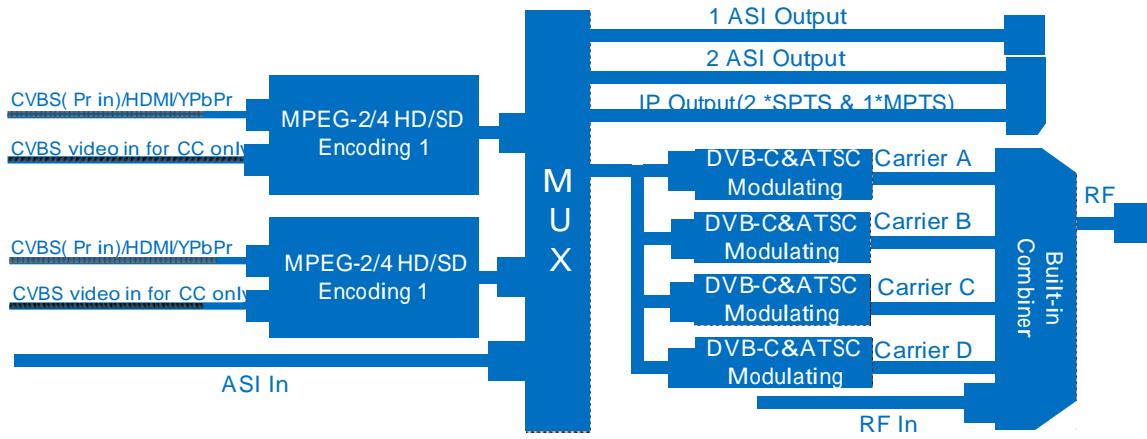 1 ASI Output
2 ASI Output
IP Output(2 *SPTS & 1*MPTS)
CVBS( Pr in)/HDMI/YPbPr
CVBS video in for CC only
MPEG-2/4 HD/SD
Encoding 1
CVBS( Pr in)/HDMI/YPbPr
CVBS video in for CC only
MPEG-2/4 HD/SD
Encoding 1
ASI In
M
U
X
DVB-C&ATSC
Modulating
Carrier A
DVB-C&ATSC
Modulating
Carrier B
DVB-C&ATSC
Modulating
Carrier C
DVB-C&ATSC
Modulating
Carrier D
RF In
Built-in
Combiner
RF